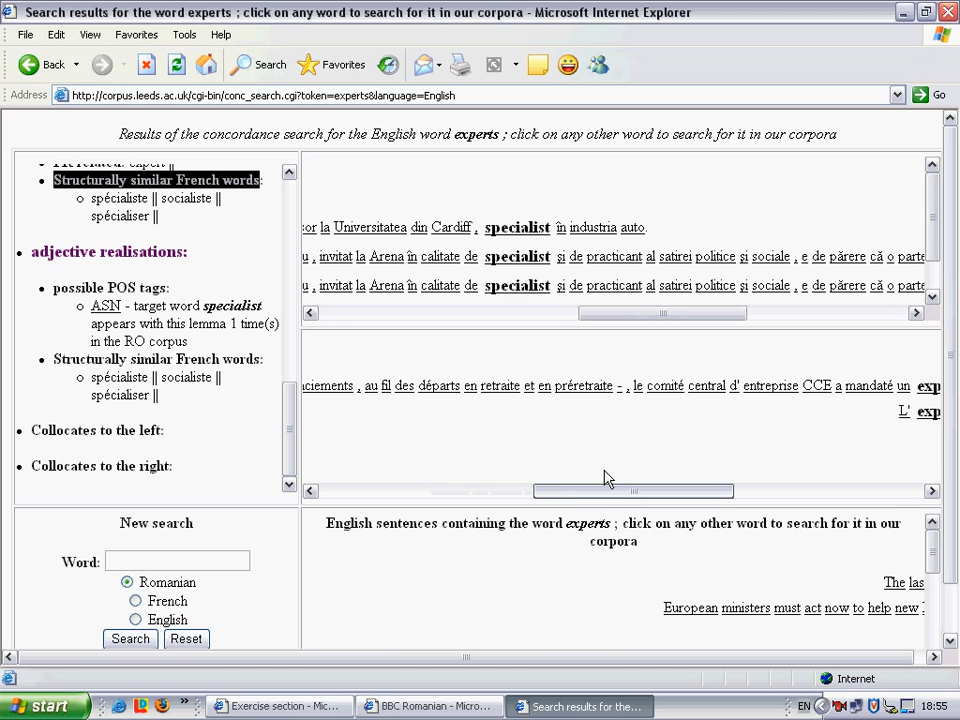 Search results for the word experts ; click on any word to search for it in our corpora - Microsoft Internet Explorer
File Edit View Favorites Tools Help
Back Search Favorites
Address http://corpus.leeds.ac.uk/cgi-bin/conc_search.cgi?token=experts&language=English Go
Results of the concordance search for the English word experts ; click on any other word to search for it in our corpora
Structurally similar French words:
spécialiste || socialiste ||
spécialiser ||
adjective realisations:
possible POS tags:
ASN - target word specialist
appears with this lemma 1 time(s)
in the RO corpus
Structurally similar French words:
spécialiste || socialiste ||
spécialiser ||
Collocates to the left:
Collocates to the right:
la Universitatea din Cardiff , specialist în industria auto.
, invitat la Arena în calitate de specialist şi de practicant al satirei politice şi sociale , e de părere că o parte
, invitat la Arena în calitate de specialist şi de practicant al satirei politice şi sociale , e de părere că o parte
, au fil des départs en retraite et en préretraite - , le comité central d' entreprise CCE a mandaté un exp
L' exp
New search
Word:
Romanian
French
English
Search Reset
English sentences containing the word experts ; click on any other word to search for it in our
corpora
The las
European ministers must act now to help new
Internet
start Exercise section - Mic... BBC Romanian - Micro... Search results for the... EN 18:55